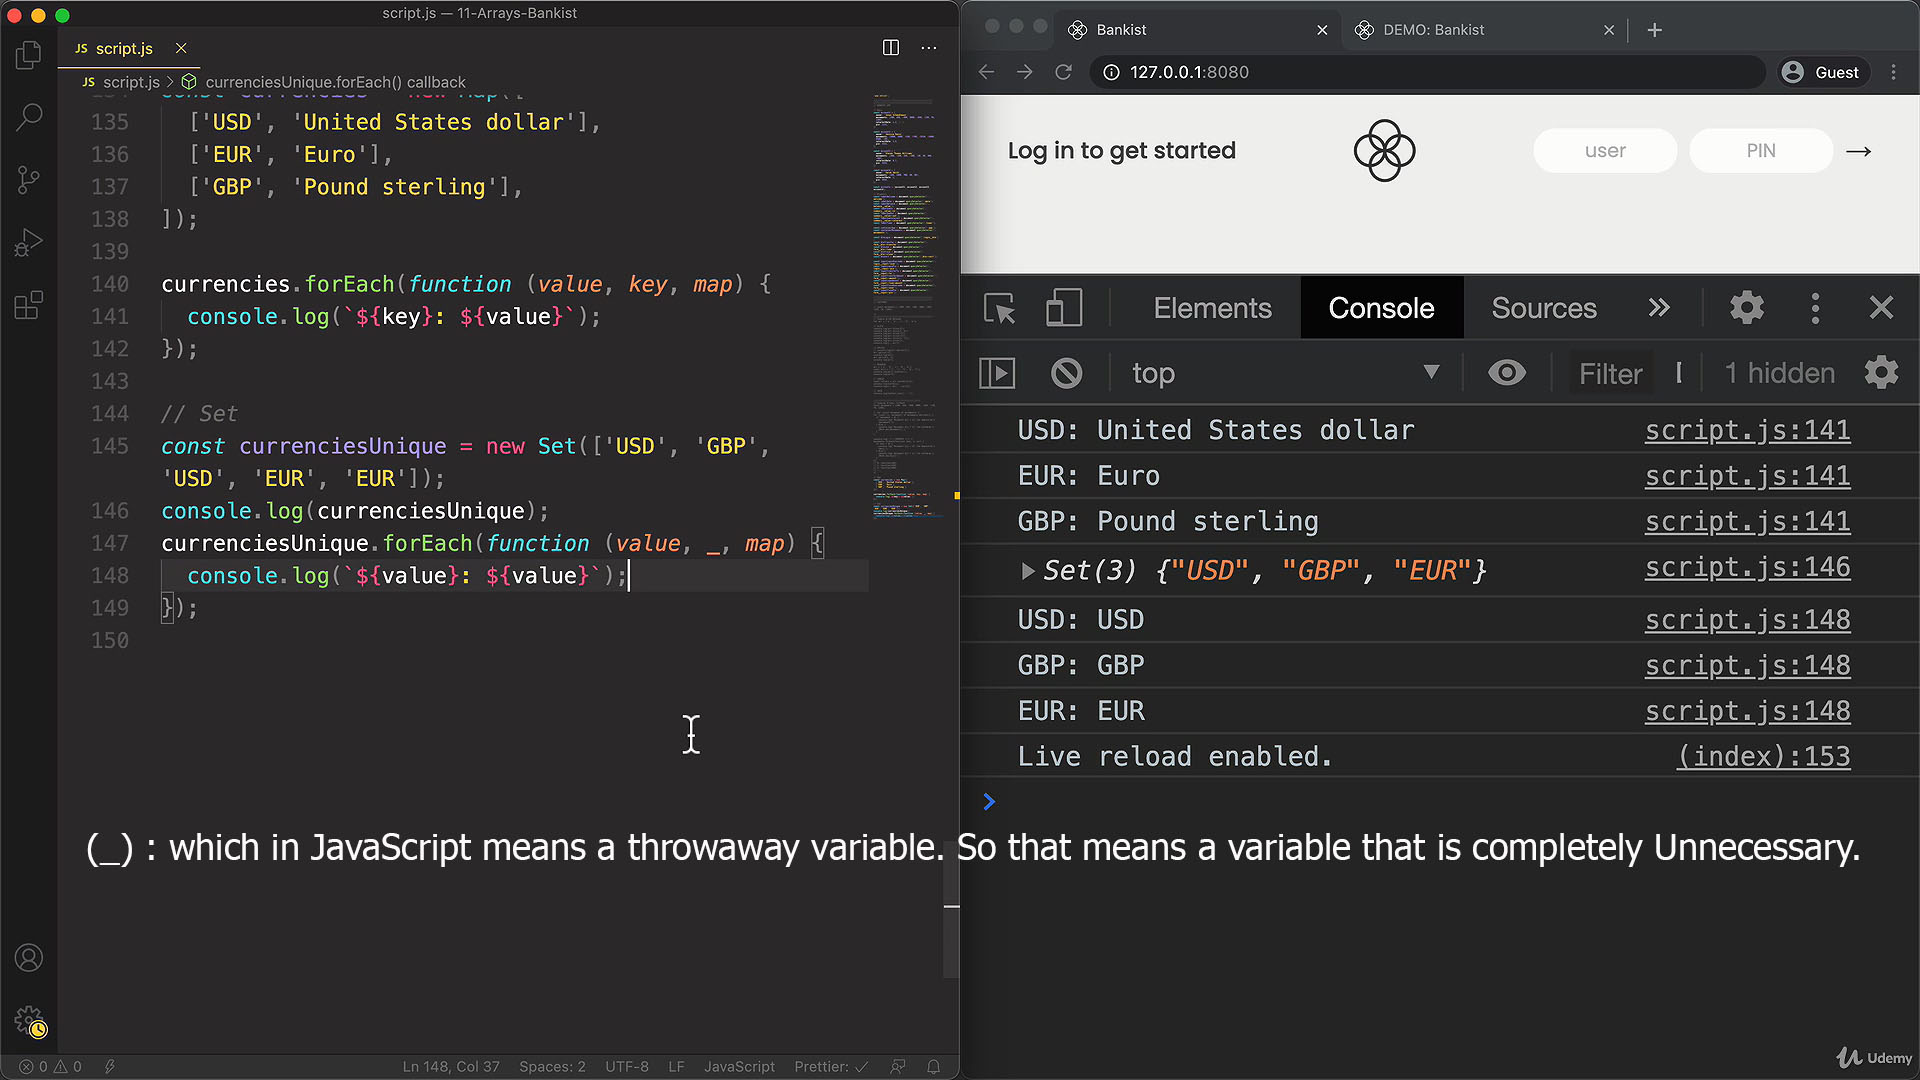 script.js — 11-Arrays-Bankist
JS script.js ×
JS script.js > currenciesUnique.forEach() callback
135 ['USD', 'United States dollar'],
136 ['EUR', 'Euro'],
137 ['GBP', 'Pound sterling'],
138 ]);
139
140 currencies.forEach(function (value, key, map) {
141 console.log(`${key}: ${value}`);
142 });
143
144 // Set
145 const currenciesUnique = new Set(['USD', 'GBP',
'USD', 'EUR', 'EUR']);
146 console.log(currenciesUnique);
147 currenciesUnique.forEach(function (value, _, map) {
148 console.log(`${value}: ${value}`);
149 });
150
Ln 148, Col 37 Spaces: 2 UTF-8 LF JavaScript Prettier: ✓
0 0
Bankist × DEMO: Bankist × +
127.0.0.1:8080 Guest
Log in to get started user PIN →
Elements Console Sources »
top Filter 1 hidden
USD: United States dollar script.js:141
EUR: Euro script.js:141
GBP: Pound sterling script.js:141
Set(3) {"USD", "GBP", "EUR"} script.js:146
USD: USD script.js:148
GBP: GBP script.js:148
EUR: EUR script.js:148
Live reload enabled. (index):153
(_) : which in JavaScript means a throwaway variable. So that means a variable that is completely Unnecessary.
Udemy